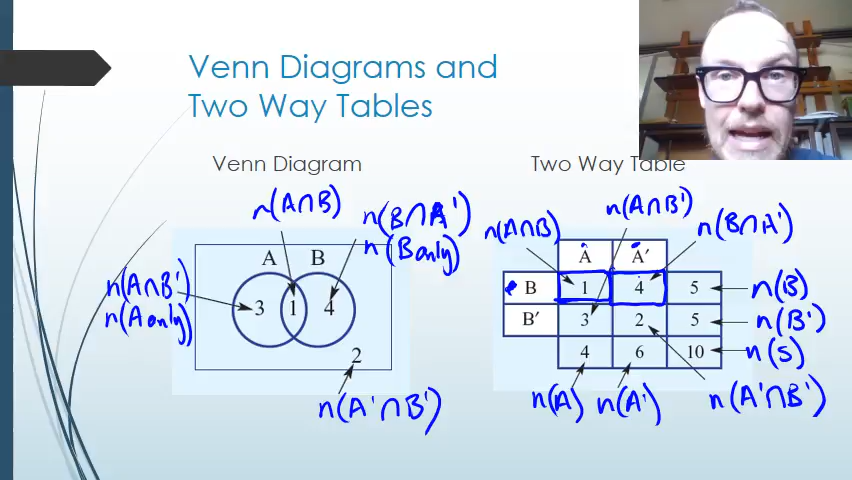 Venn Diagrams and
Two Way Tables
Venn Diagram
n(A∩B)
n(B∩A')
n(B only)
n(A∩B')
n(A only)
A B
3 1 4
2
n(A'∩B')
Two Way Table
n(A∩B)
n(A∩B')
n(B∩A')
A A′
B 1 4 5
n(B)
B′ 3 2 5
n(B')
4 6 10
n(S)
n(A)
n(A')
n(A'∩B')